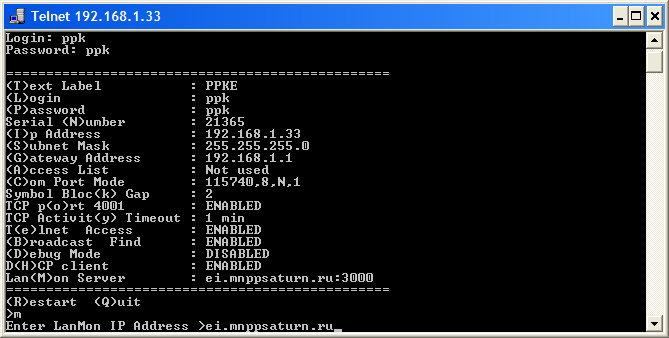 Telnet 192.168.1.33
Login: ppk
Password: ppk
================================================
(T)ext Label           : PPKE
(L)ogin                : ppk
(P)assword             : ppk
Serial (N)umber        : 21365
(I)p Address           : 192.168.1.33
(S)ubnet Mask          : 255.255.255.0
(G)ateway Address      : 192.168.1.1
(A)ccess List          : Not used
(C)om Port Mode        : 115740,8,N,1
Symbol Bloc(k) Gap     : 2
TCP p(o)rt 4001        : ENABLED
TCP Activit(y) Timeout : 1 min
T(e)lnet  Access       : ENABLED
(B)roadcast  Find      : ENABLED
(D)ebug Mode           : DISABLED
D(H)CP client          : ENABLED
Lan(M)on Server        : ei.mnppsaturn.ru:3000
================================================
(R)estart  (Q)uit
>m
Enter LanMon IP Address >ei.mnppsaturn.ru_